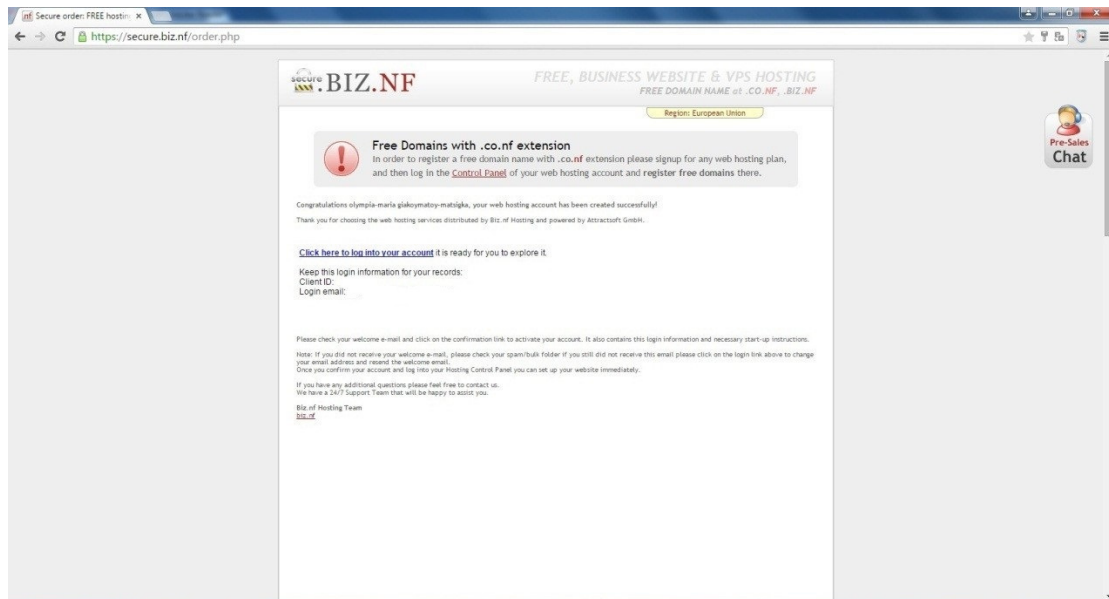 Secure order: FREE hostin
https://secure.biz.nf/order.php
secure .BIZ.NF
FREE, BUSINESS WEBSITE & VPS HOSTING
FREE DOMAIN NAME at .CO.NF, .BIZ.NF
Region: European Union
Pre-Sales
Chat
Free Domains with .co.nf extension
In order to register a free domain name with .co.nf extension please signup for any web hosting plan,
and then log in the Control Panel of your web hosting account and register free domains there.
Congratulations olympia-maria giakoymatoy-matsigka, your web hosting account has been created successfully!
Thank you for choosing the web hosting services distributed by Biz.nf Hosting and powered by Attractsoft GmbH.
Click here to log into your account it is ready for you to explore it.
Keep this login information for your records:
Client ID:
Login email:
Please check your welcome e-mail and click on the confirmation link to activate your account. It also contains this login information and necessary start-up instructions.
Note: If you did not receive your welcome e-mail, please check your spam/bulk folder if you still did not receive this email please click on the login link above to change
your email address and resend the welcome email.
Once you confirm your account and log into your Hosting Control Panel you can set up your website immediately.
If you have any additional questions please feel free to contact us.
We have a 24/7 Support Team that will be happy to assist you.
Biz.nf Hosting Team
biz.nf